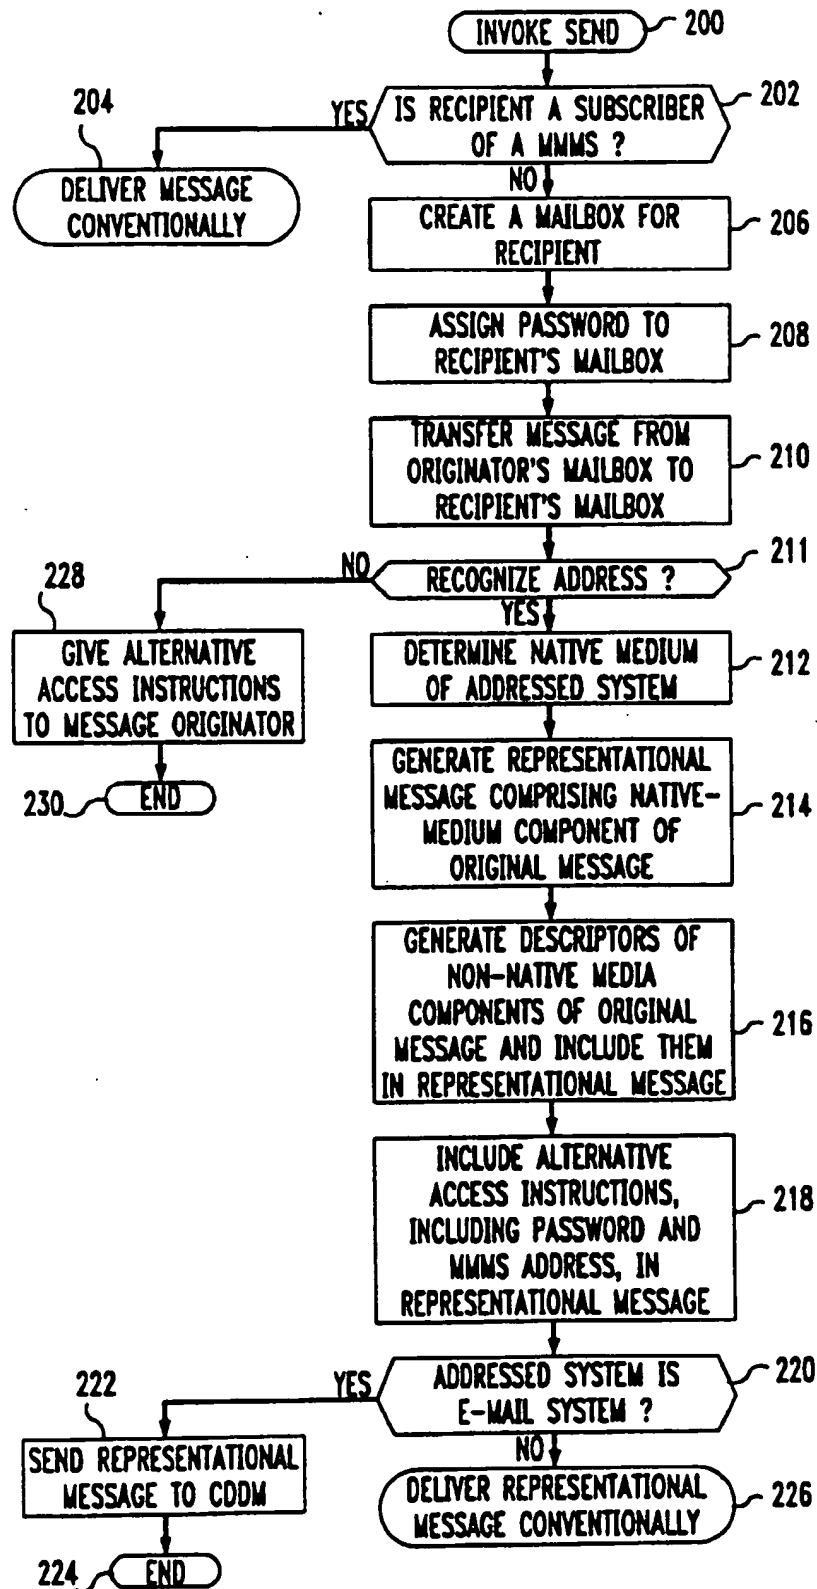 INVOKE SEND
200
IS RECIPIENT A SUBSCRIBER
OF A MMMS ?
202
YES
204
DELIVER MESSAGE
CONVENTIONALLY
NO
CREATE A MAILBOX FOR
RECIPIENT
206
ASSIGN PASSWORD TO
RECIPIENT'S MAILBOX
208
TRANSFER MESSAGE FROM
ORIGINATOR'S MAILBOX TO
RECIPIENT'S MAILBOX
210
RECOGNIZE ADDRESS ?
211
NO
228
GIVE ALTERNATIVE
ACCESS INSTRUCTIONS
TO MESSAGE ORIGINATOR
230
END
YES
DETERMINE NATIVE MEDIUM
OF ADDRESSED SYSTEM
212
GENERATE REPRESENTATIONAL
MESSAGE COMPRISING NATIVE-
MEDIUM COMPONENT OF
ORIGINAL MESSAGE
214
GENERATE DESCRIPTORS OF
NON-NATIVE MEDIA
COMPONENTS OF ORIGINAL
MESSAGE AND INCLUDE THEM
IN REPRESENTATIONAL MESSAGE
216
INCLUDE ALTERNATIVE
ACCESS INSTRUCTIONS,
INCLUDING PASSWORD AND
MMMS ADDRESS, IN
REPRESENTATIONAL MESSAGE
218
ADDRESSED SYSTEM IS
E-MAIL SYSTEM ?
220
YES
222
SEND REPRESENTATIONAL
MESSAGE TO CDDM
224
END
NO
DELIVER REPRESENTATIONAL
MESSAGE CONVENTIONALLY
226